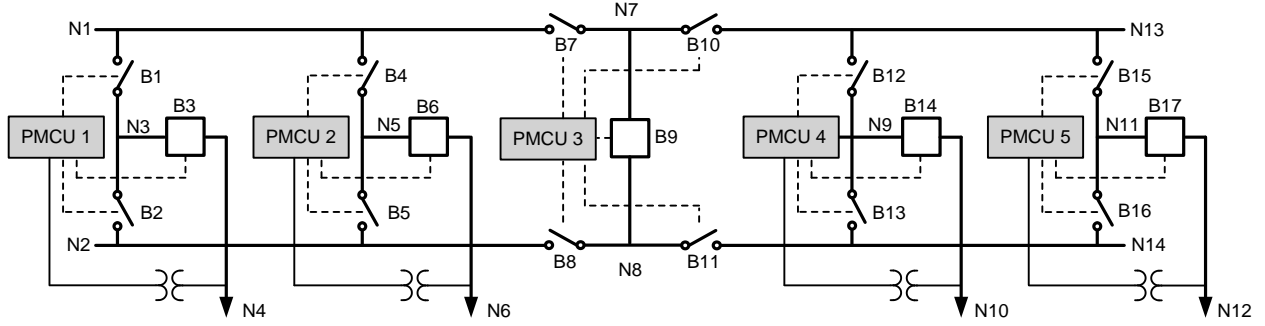 N7
N1
B7
B10
N13
B1
B4
B12
B15
B3
B6
B14
B17
PMCU 1
N3
PMCU 2
N5
PMCU 3
B9
PMCU 4
N9
PMCU 5
N11
B2
B5
B13
B16
N2
B8
N8
B11
N14
N4
N6
N10
N12